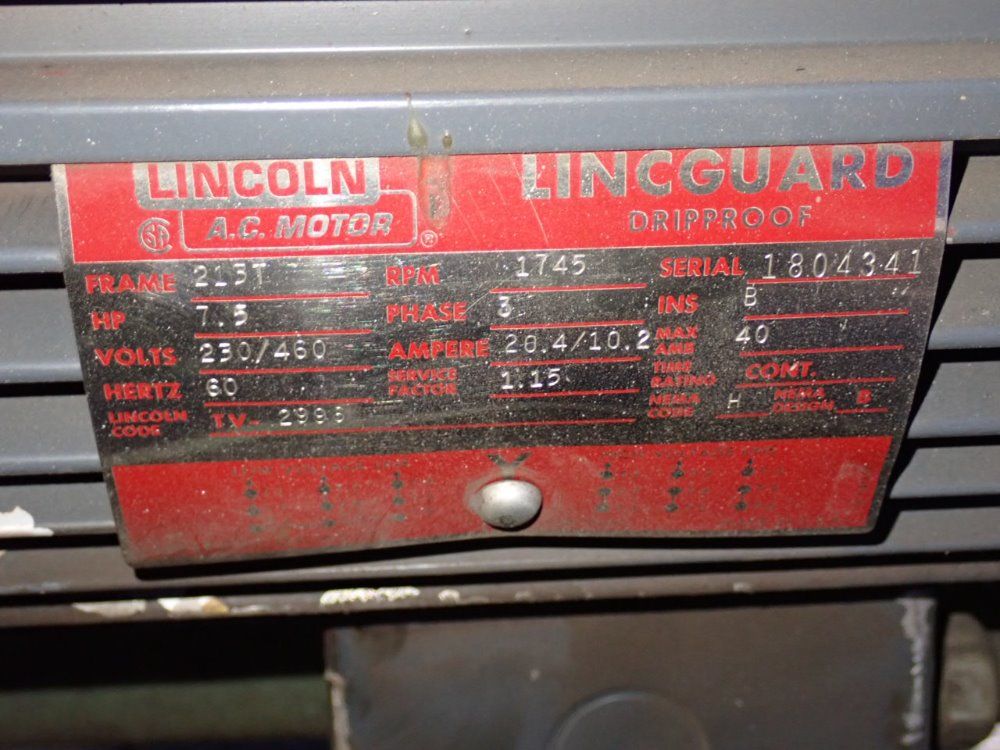 LINCOLN
A.C. MOTOR ®
SA
LINCGUARD
DRIPPROOF
FRAME 213T RPM 1745 SERIAL 1804341
HP 7.5 PHASE 3 INS B
VOLTS 230/460 AMPERE 20.4/10.2 MAX AMB 40
HERTZ 60 SERVICE FACTOR 1.15 TIME RATING CONT.
LINCOLN CODE TV- 2996 NEMA CODE H NEMA DESIGN B